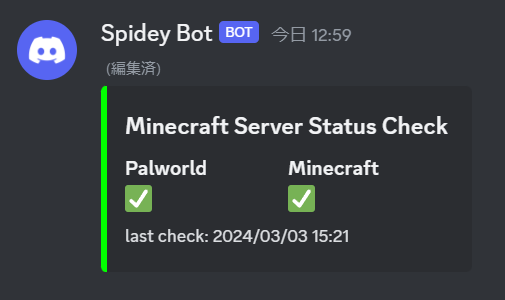 Spidey Bot BOT 今日 12:59
(編集済)
Minecraft Server Status Check
Palworld Minecraft
✅ ✅
last check: 2024/03/03 15:21